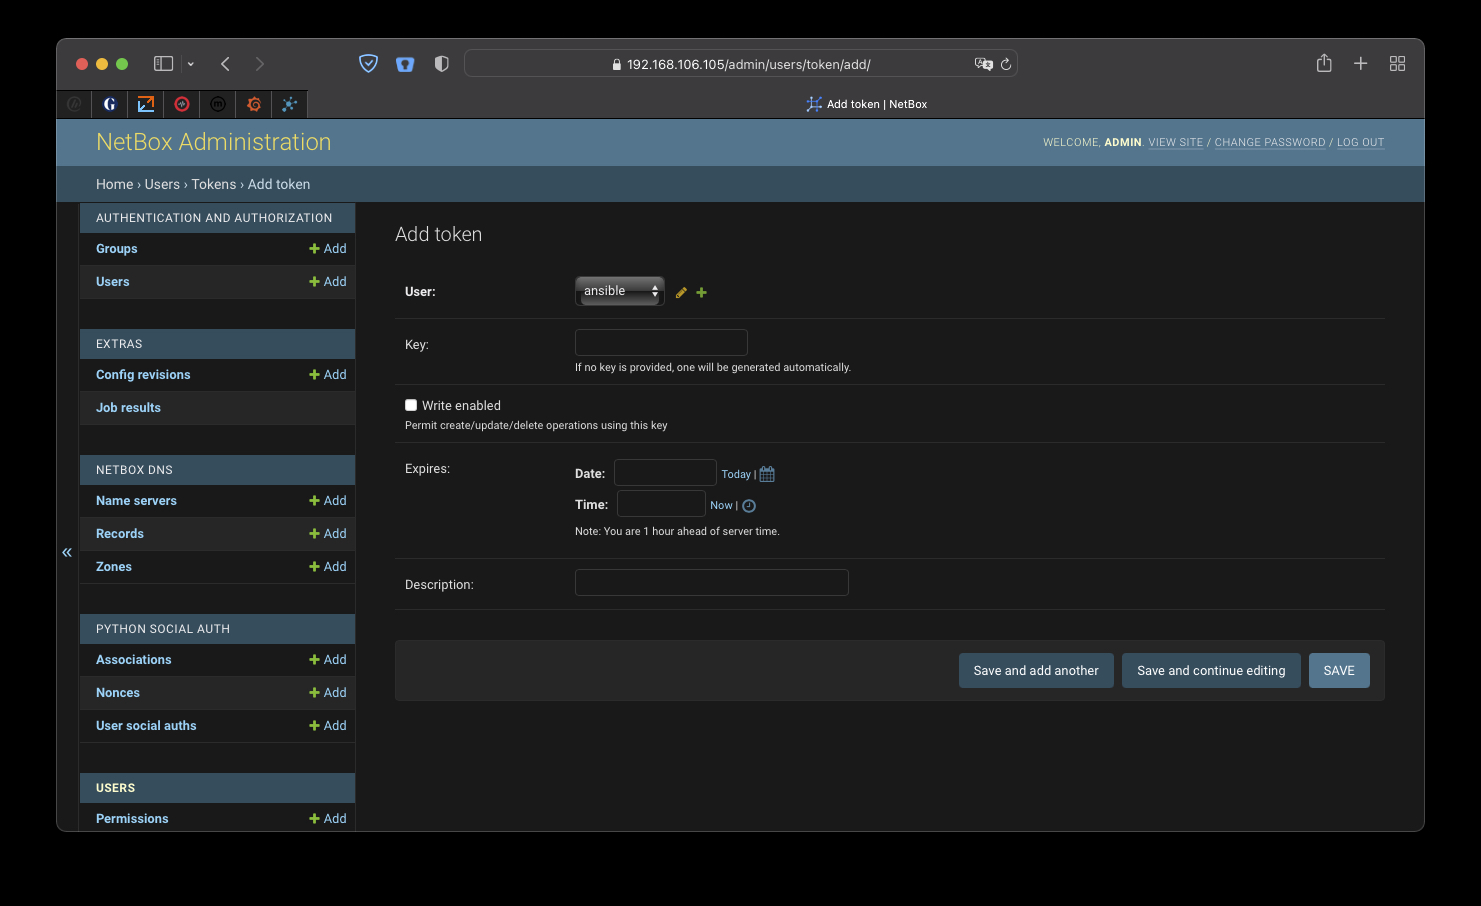 192.168.106.105/admin/users/token/add/
G
m
Add token | NetBox
NetBox Administration
WELCOME, ADMIN. VIEW SITE / CHANGE PASSWORD / LOG OUT
Home › Users › Tokens › Add token
AUTHENTICATION AND AUTHORIZATION
Groups Add
Users Add
EXTRAS
Config revisions Add
Job results
NETBOX DNS
Name servers Add
Records Add
Zones Add
«
PYTHON SOCIAL AUTH
Associations Add
Nonces Add
User social auths Add
USERS
Permissions Add
Add token
User: ansible
Key:
If no key is provided, one will be generated automatically.
Write enabled
Permit create/update/delete operations using this key
Expires: Date: Today |
Time: Now |
Note: You are 1 hour ahead of server time.
Description:
Save and add another Save and continue editing SAVE